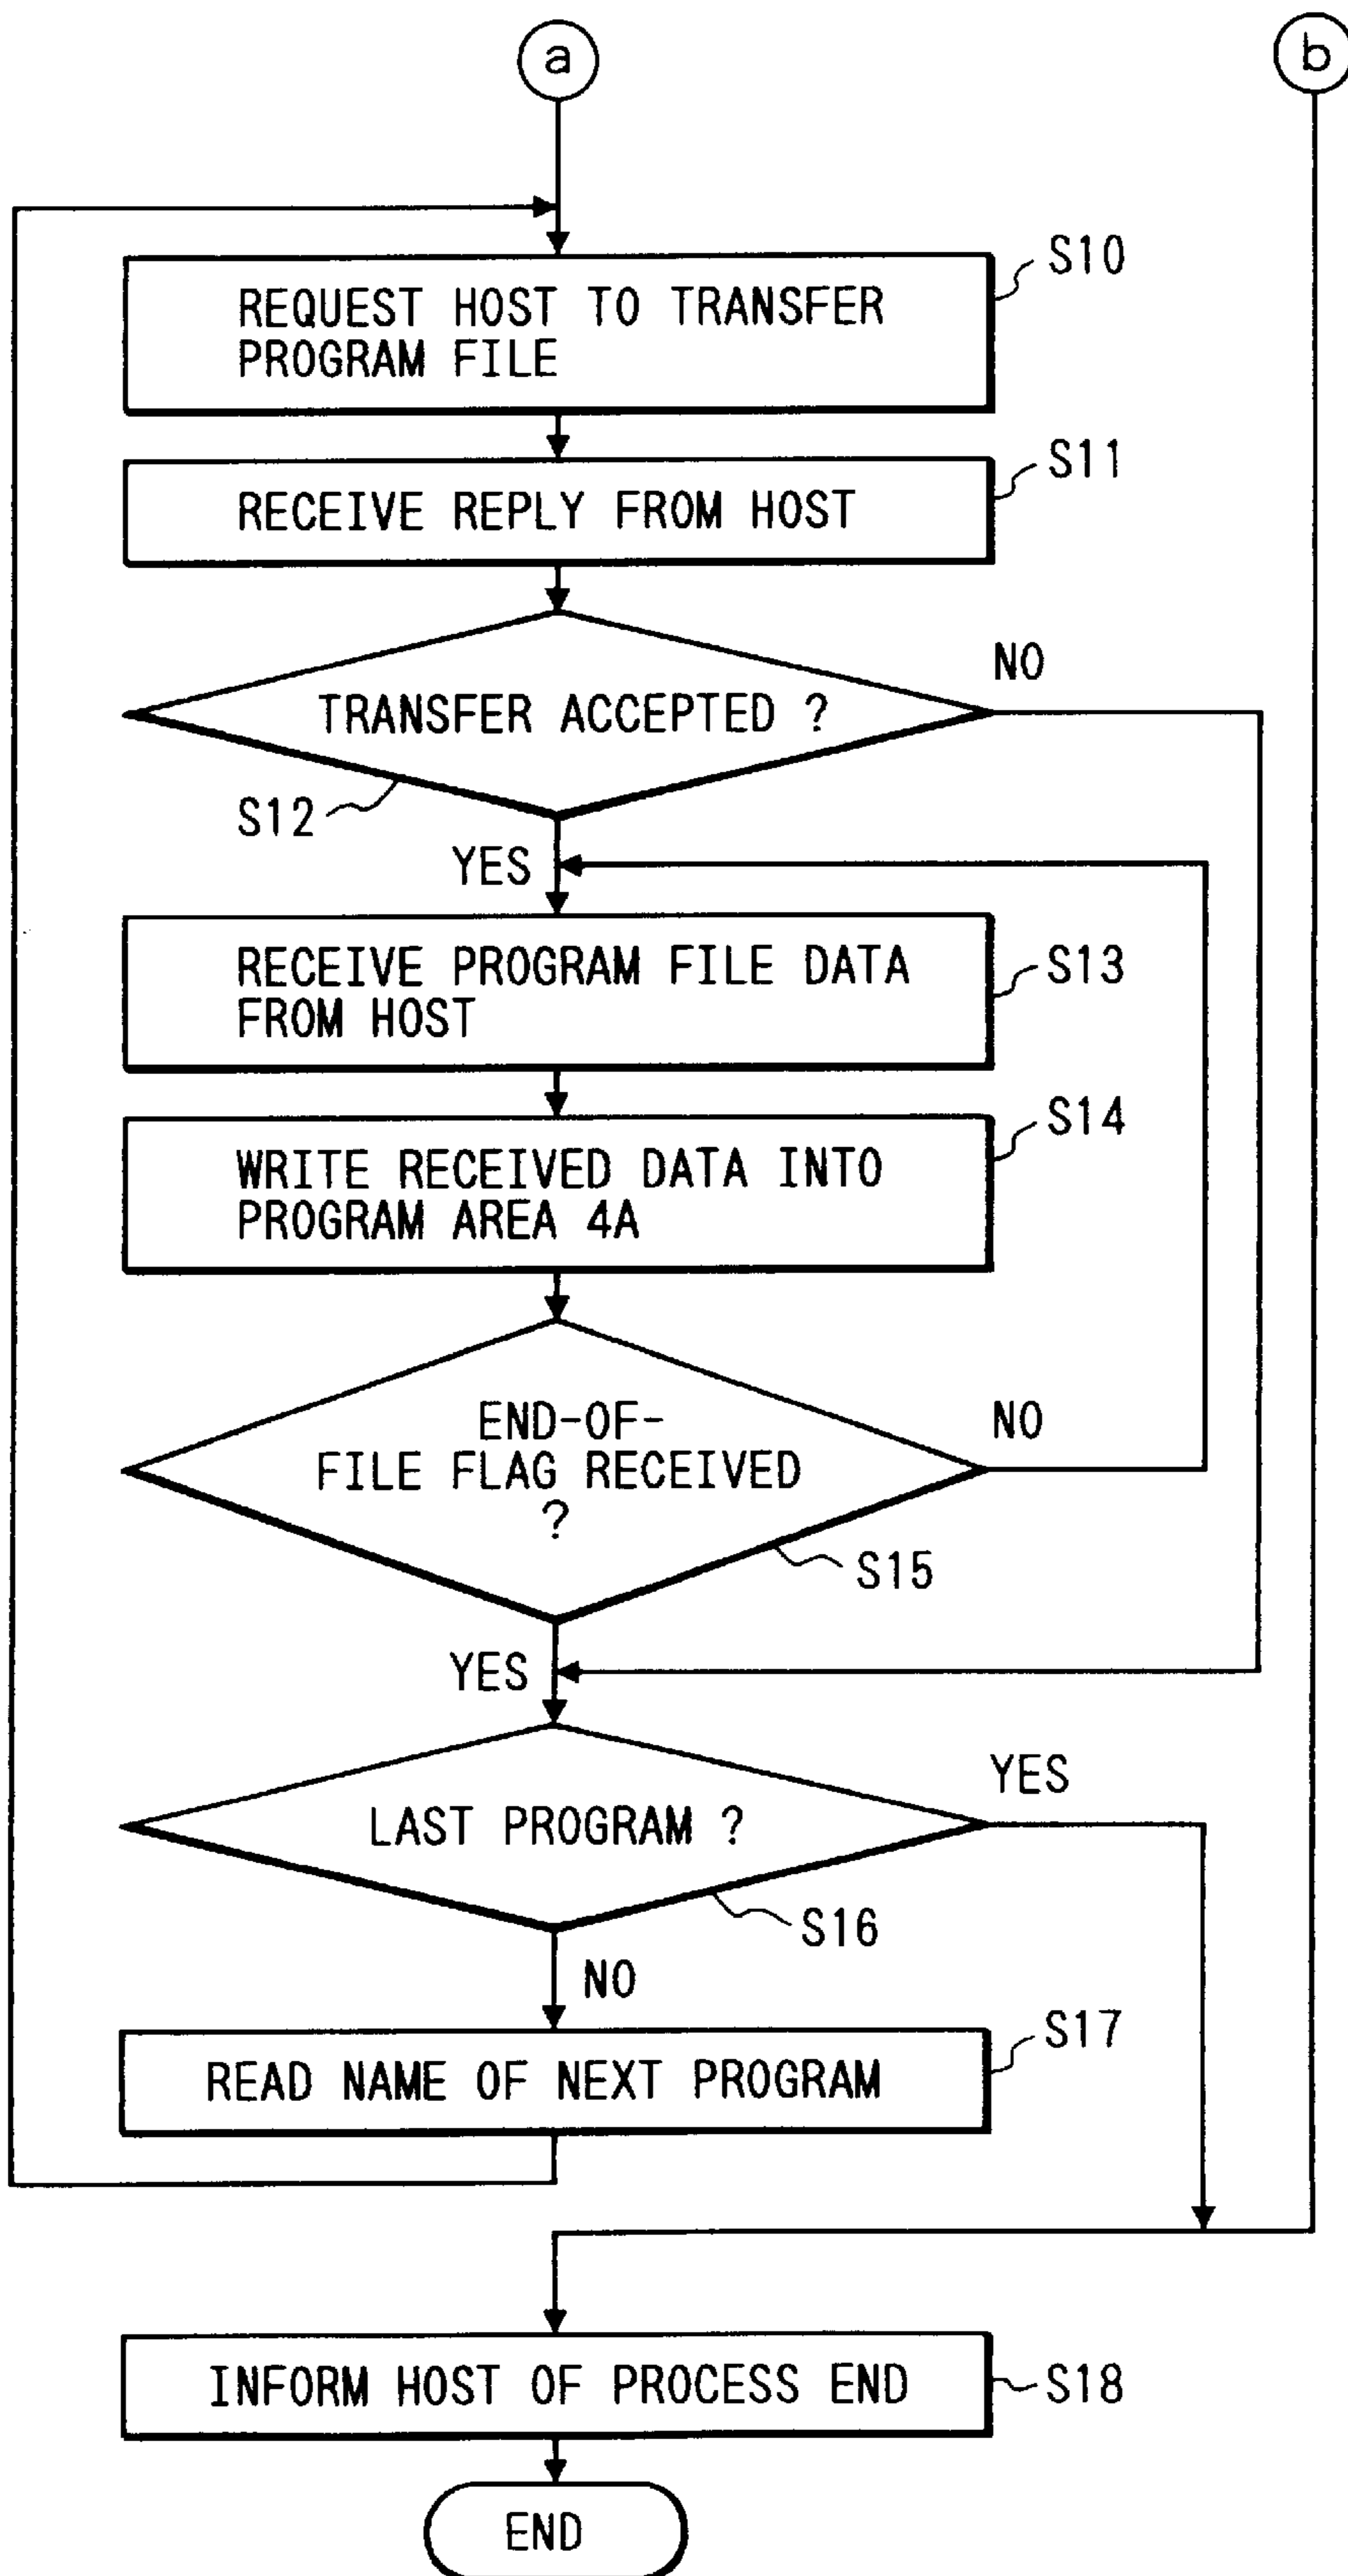 a
b
S10
REQUEST HOST TO TRANSFER
PROGRAM FILE
S11
RECEIVE REPLY FROM HOST
NO
TRANSFER ACCEPTED ?
S12
YES
RECEIVE PROGRAM FILE DATA
FROM HOST
S13
S14
WRITE RECEIVED DATA INTO
PROGRAM AREA 4A
END-OF-
FILE FLAG RECEIVED
?
NO
S15
YES
YES
LAST PROGRAM ?
S16
NO
S17
READ NAME OF NEXT PROGRAM
INFORM HOST OF PROCESS END
S18
END